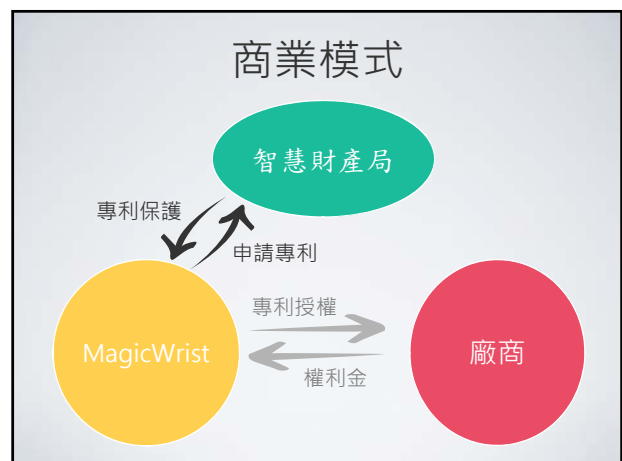 商業模式
智慧財產局
專利保護
申請專利
專利授權
MagicWrist
廠商
權利金